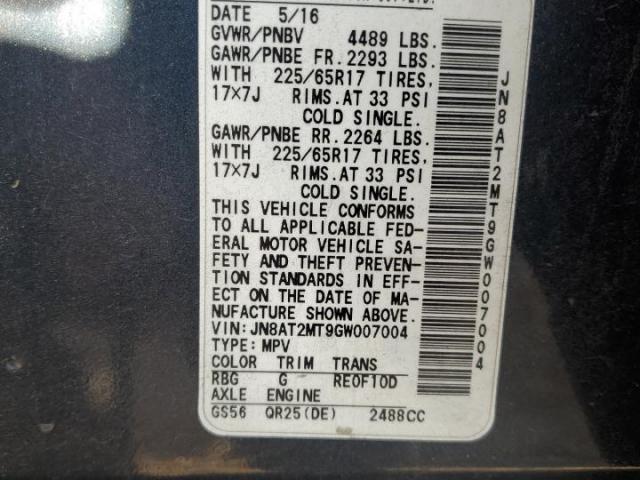 DATE 5/16
GVWR/PNBV 4489 LBS.
GAWR/PNBE FR.2293 LBS.
WITH 225/65R17 TIRES,
17×7J RIMS.AT 33 PSI
COLD SINGLE.
GAWR/PNBE RR.2264 LBS.
WITH 225/65R17 TIRES,
17×7J RIMS.AT 33 PSI
COLD SINGLE.
THIS VEHICLE CONFORMS
TO ALL APPLICABLE FED-
ERAL MOTOR VEHICLE SA-
FETY AND THEFT PREVEN-
TION STANDARDS IN EFF-
ECT ON THE DATE OF MA-
NUFACTURE SHOWN ABOVE.
VIN: JN8AT2MT9GW007004
TYPE: MPV
COLOR TRIM TRANS
RBG G RE0F10D
AXLE ENGINE
GS56 QR25(DE) 2488CC
JN8AT2MT9GW007004